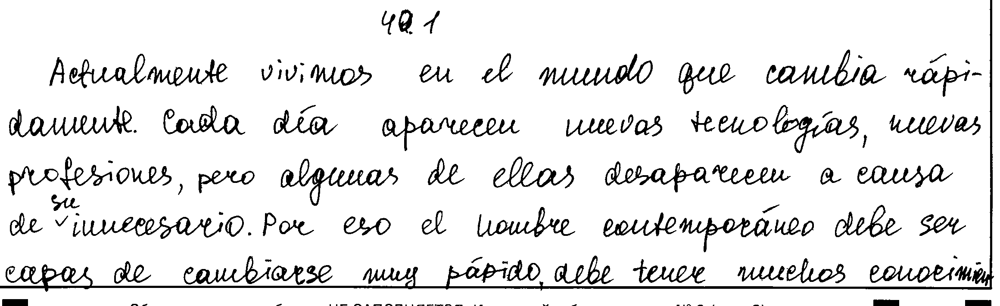 40.1
Actualmente vivimos en el mundo que cambia rápi-
damente. Cada día aparecen nuevas tecnologías, nuevas
profesiones, pero algunas de ellas desaparecen a causa
su
de innecesario. Por eso el hombre contemporáneo debe ser
capas de cambiarse muy pápido, debe tener muchos conocimien-